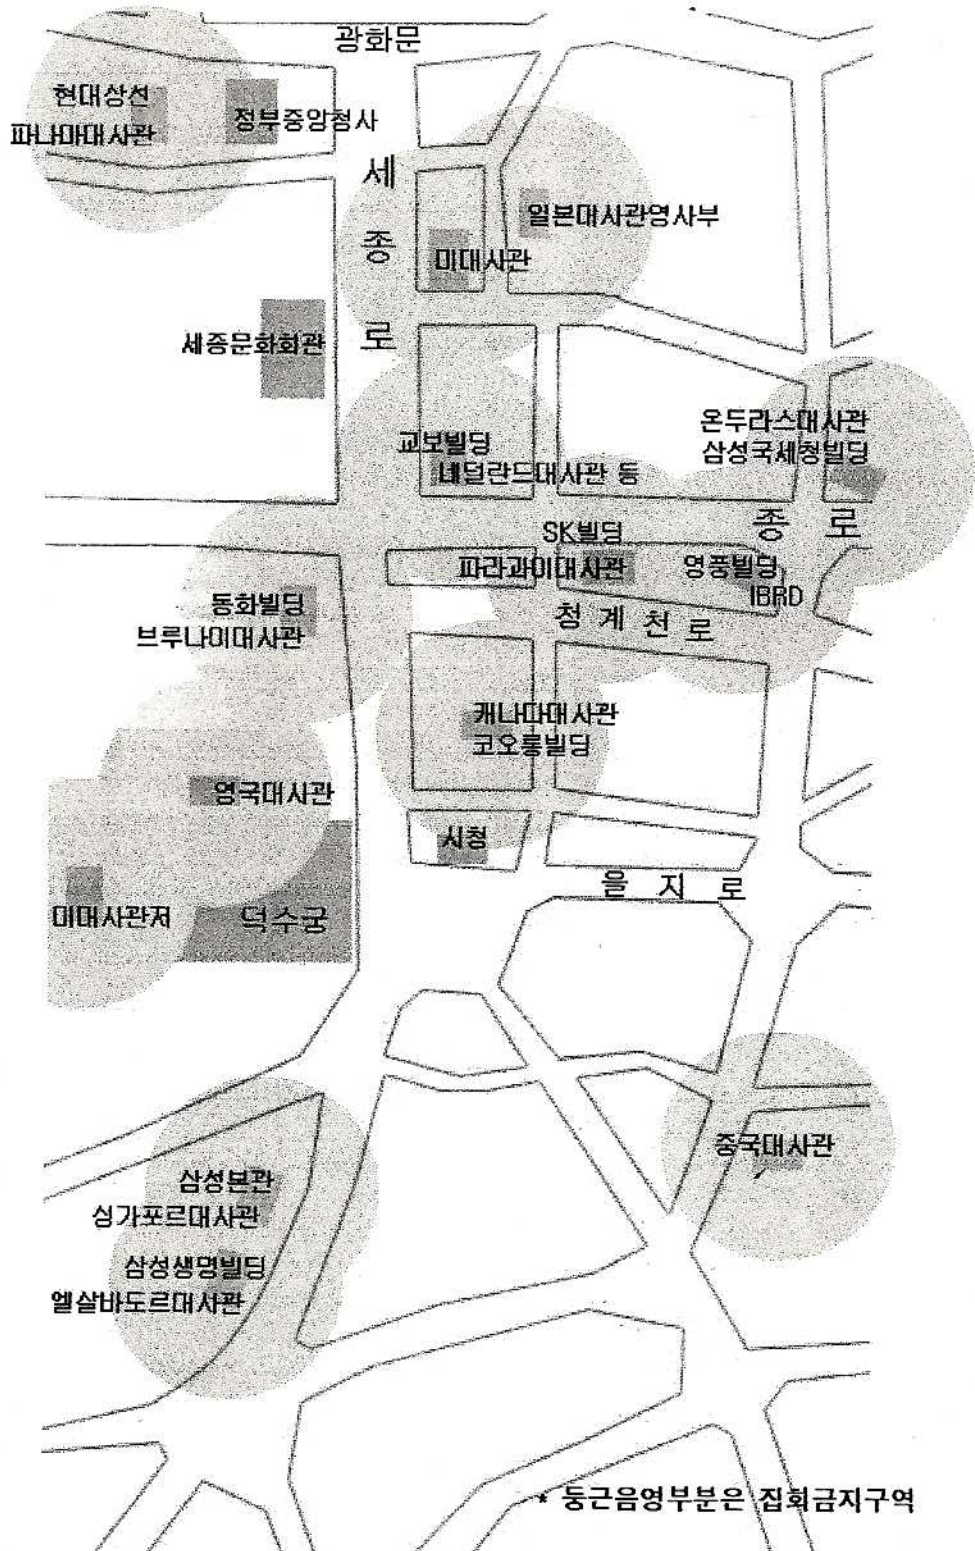 광화문
현대상선
파나마대사관
정부중앙청사
세
종
로
일본대사관영사부
미대사관
세종문화회관
온두라스대사관
삼성국세청빌딩
교보빌딩
네덜란드대사관 등
종 로
SK빌딩
파라과이대사관
영풍빌딩
IBRD
동화빌딩
브루나이대사관
청 계 천 로
캐나다대사관
코오롱빌딩
영국대사관
시청
을 지 로
미대사관저
덕수궁
중국대사관
삼성본관
싱가포르대사관
삼성생명빌딩
엘살바도르대사관
* 둥근음영부분은 집회금지구역